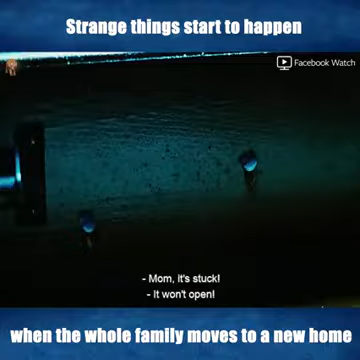 Strange things start to happen
Facebook Watch
- Mom, it's stuck!
- It won't open!
when the whole family moves to a new home